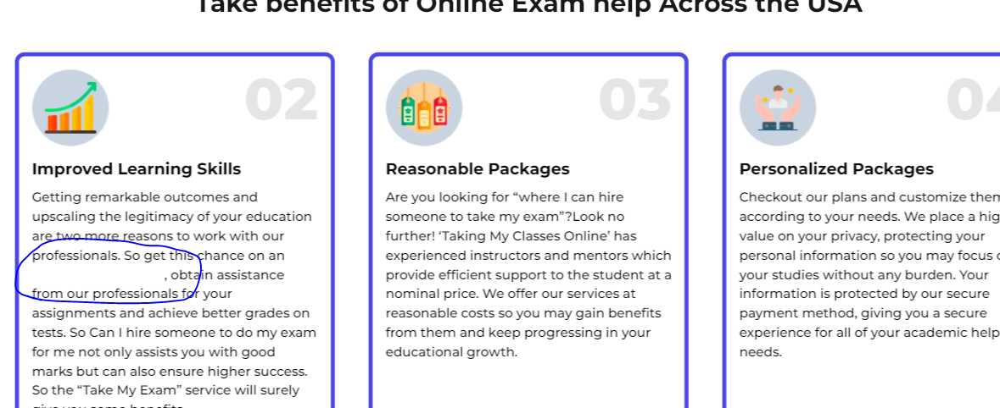 Take benefits of Online Exam help Across the USA
02
Improved Learning Skills
Getting remarkable outcomes and
upscaling the legitimacy of your education
are two more reasons to work with our
professionals. So get this chance on an
, obtain assistance
from our professionals for your
assignments and achieve better grades on
tests. So Can I hire someone to do my exam
for me not only assists you with good
marks but can also ensure higher success.
So the “Take My Exam” service will surely
give you some benefits.
03
Reasonable Packages
Are you looking for “where I can hire
someone to take my exam”?Look no
further! ‘Taking My Classes Online’ has
experienced instructors and mentors which
provide efficient support to the student at a
nominal price. We offer our services at
reasonable costs so you may gain benefits
from them and keep progressing in your
educational growth.
04
Personalized Packages
Checkout our plans and customize them
according to your needs. We place a hig
value on your privacy, protecting your
personal information so you may focus o
your studies without any burden. Your
information is protected by our secure
payment method, giving you a secure
experience for all of your academic help
needs.